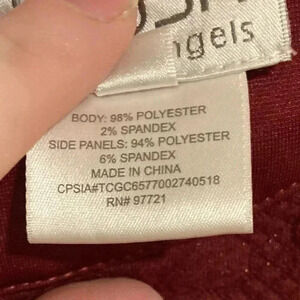 ngels
BODY: 98% POLYESTER
2% SPANDEX
SIDE PANELS: 94% POLYESTER
6% SPANDEX
MADE IN CHINA
CPSIA#TCGC6577002740518
RN# 97721